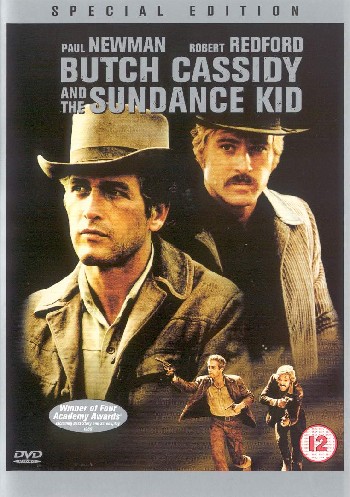 SPECIAL EDITION
PAUL NEWMAN ROBERT REDFORD
BUTCH CASSIDY
AND THE SUNDANCE KID
Winner of Four
Academy Awards
DVD
12